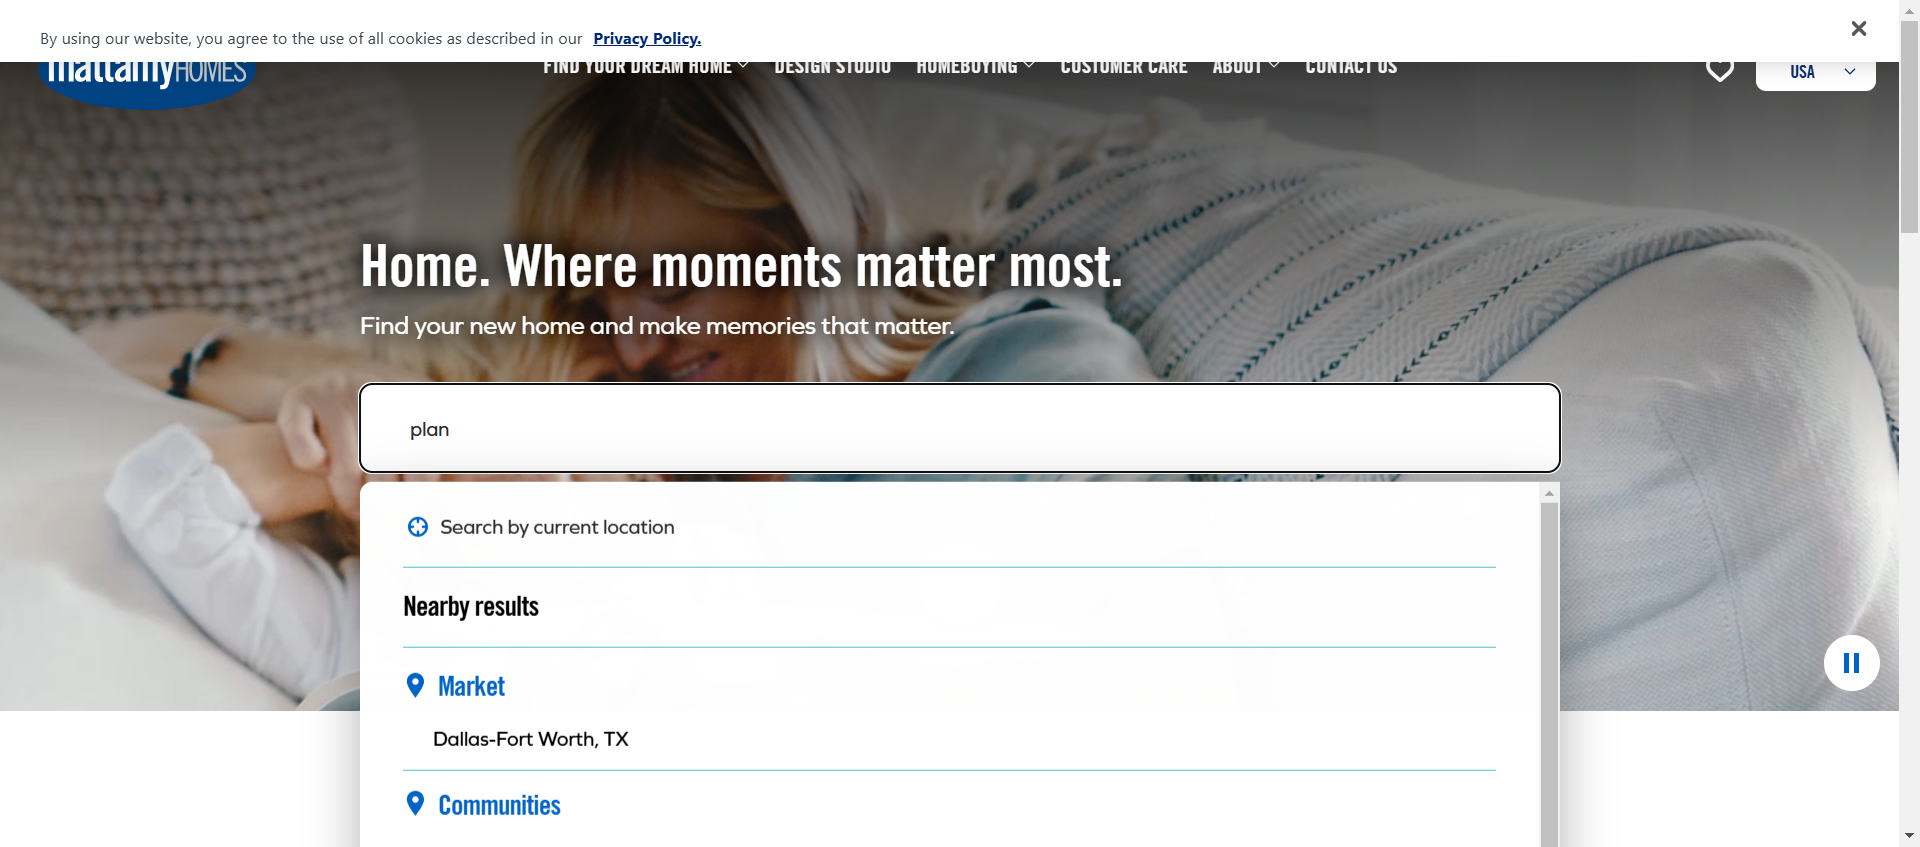 By using our website, you agree to the use of all cookies as described in our Privacy Policy.
mattamyHOMES
FIND YOUR DREAM HOME
DESIGN STUDIO
HOMEBUYING
CUSTOMER CARE
ABOUT
CONTACT US
USA
Home. Where moments matter most.
Find your new home and make memories that matter.
plan
Search by current location
Nearby results
Market
Dallas-Fort Worth, TX
Communities